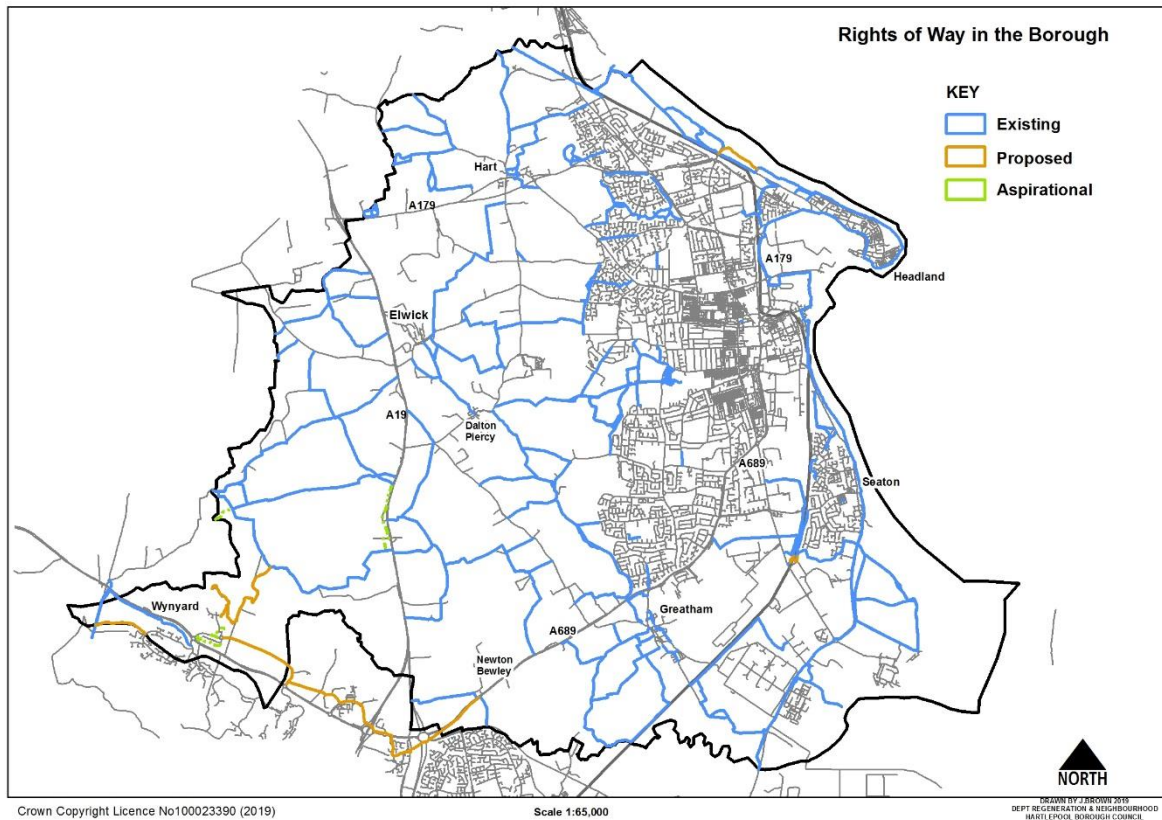 Rights of Way in the Borough
KEY
Existing
Proposed
Aspirational
Hart
A179
A179
Headland
Elwick
A19
Dalton
Piercy
A689
Seaton
Wynyard
Greatham
A689
Newton
Bewley
NORTH
Crown Copyright Licence No100023390 (2019)
Scale 1:65,000
DRAWN BY J.BROWN 2019
DEPT REGENERATION & NEIGHBOURHOOD
HARTLEPOOL BOROUGH COUNCIL